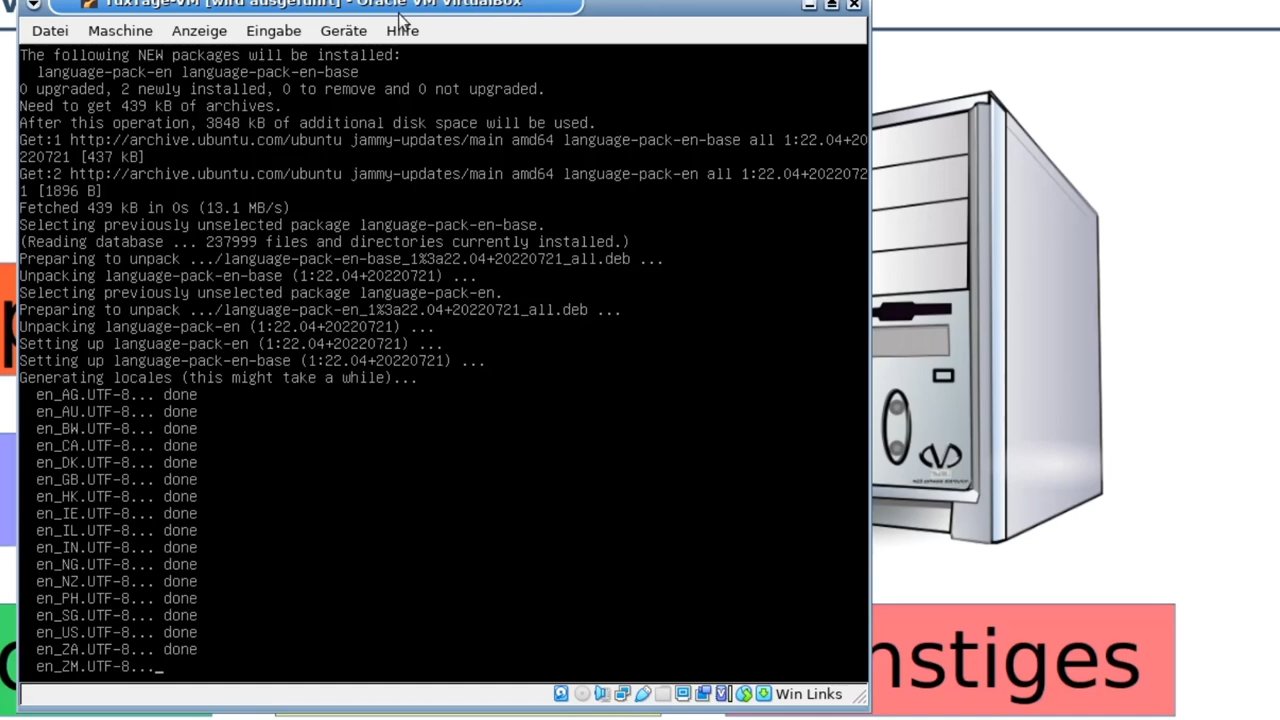 TuxTage-VM [wird ausgeführt] - Oracle VM VirtualBox
Datei Maschine Anzeige Eingabe Geräte Hilfe
The following NEW packages will be installed:
language-pack-en language-pack-en-base
0 upgraded, 2 newly installed, 0 to remove and 0 not upgraded.
Need to get 439 kB of archives.
After this operation, 3848 kB of additional disk space will be used.
Get:1 http://archive.ubuntu.com/ubuntu jammy-updates/main amd64 language-pack-en-base all 1:22.04+20
220721 [437 kB]
Get:2 http://archive.ubuntu.com/ubuntu jammy-updates/main amd64 language-pack-en all 1:22.04+2022072
1 [1896 B]
Fetched 439 kB in 0s (13.1 MB/s)
Selecting previously unselected package language-pack-en-base.
(Reading database ... 237999 files and directories currently installed.)
Preparing to unpack .../language-pack-en-base_1%3a22.04+20220721_all.deb ...
Unpacking language-pack-en-base (1:22.04+20220721) ...
Selecting previously unselected package language-pack-en.
Preparing to unpack .../language-pack-en_1%3a22.04+20220721_all.deb ...
Unpacking language-pack-en (1:22.04+20220721) ...
Setting up language-pack-en (1:22.04+20220721) ...
Setting up language-pack-en-base (1:22.04+20220721) ...
Generating locales (this might take a while)...
en_AG.UTF-8... done
en_AU.UTF-8... done
en_BW.UTF-8... done
en_CA.UTF-8... done
en_DK.UTF-8... done
en_GB.UTF-8... done
en_HK.UTF-8... done
en_IE.UTF-8... done
en_IL.UTF-8... done
en_IN.UTF-8... done
en_NG.UTF-8... done
en_NZ.UTF-8... done
en_PH.UTF-8... done
en_SG.UTF-8... done
en_US.UTF-8... done
en_ZA.UTF-8... done
en_ZM.UTF-8..._
Win Links
nstiges